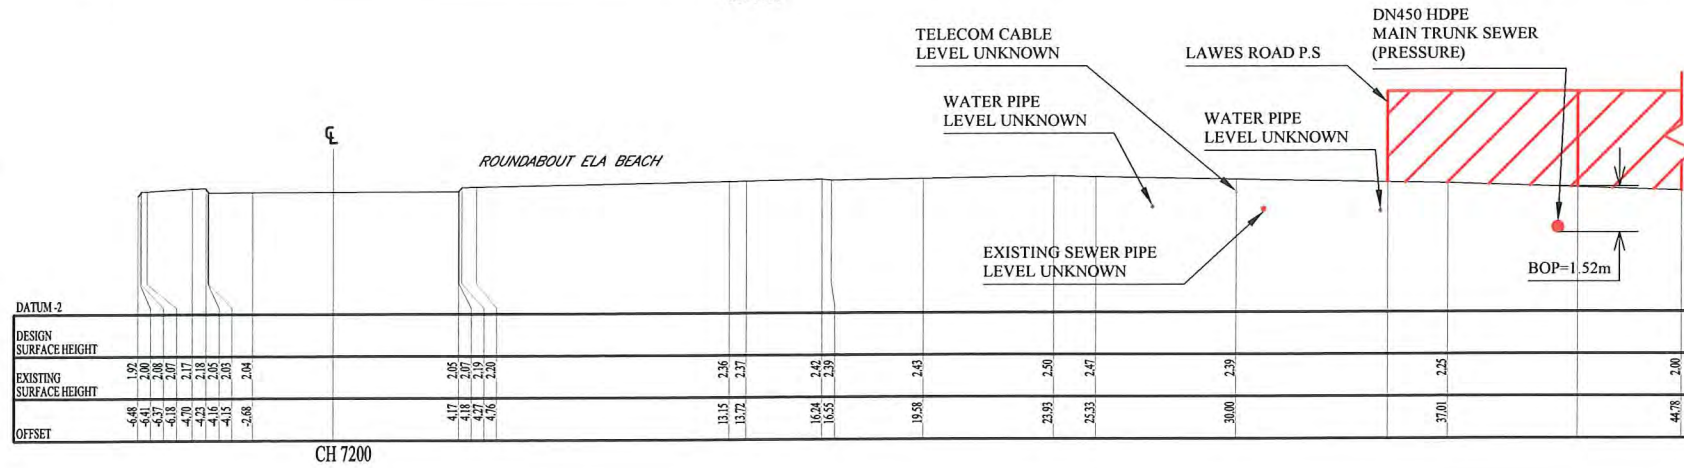 DN450 HDPE
MAIN TRUNK SEWER
(PRESSURE)
TELECOM CABLE
LEVEL UNKNOWN
LAWES ROAD P.S
WATER PIPE
LEVEL UNKNOWN
WATER PIPE
LEVEL UNKNOWN
℄
ROUNDABOUT ELA BEACH
EXISTING SEWER PIPE
LEVEL UNKNOWN
BOP=1.52m
DATUM -2
DESIGN
SURFACE HEIGHT
EXISTING
SURFACE HEIGHT
1.92 2.00 2.08 2.07 2.17 2.18 2.05 2.03 2.04 2.05 2.07 2.19 2.20 2.36 2.37 2.42 2.39 2.43 2.50 2.47 2.39 2.25 2.00
OFFSET
-6.48 -6.41 -6.37 -6.18 -4.70 -4.23 -4.16 -4.15 -2.68 4.17 4.18 4.27 4.76 13.15 13.72 16.24 16.55 19.58 23.93 25.33 30.00 37.01 44.78
CH 7200